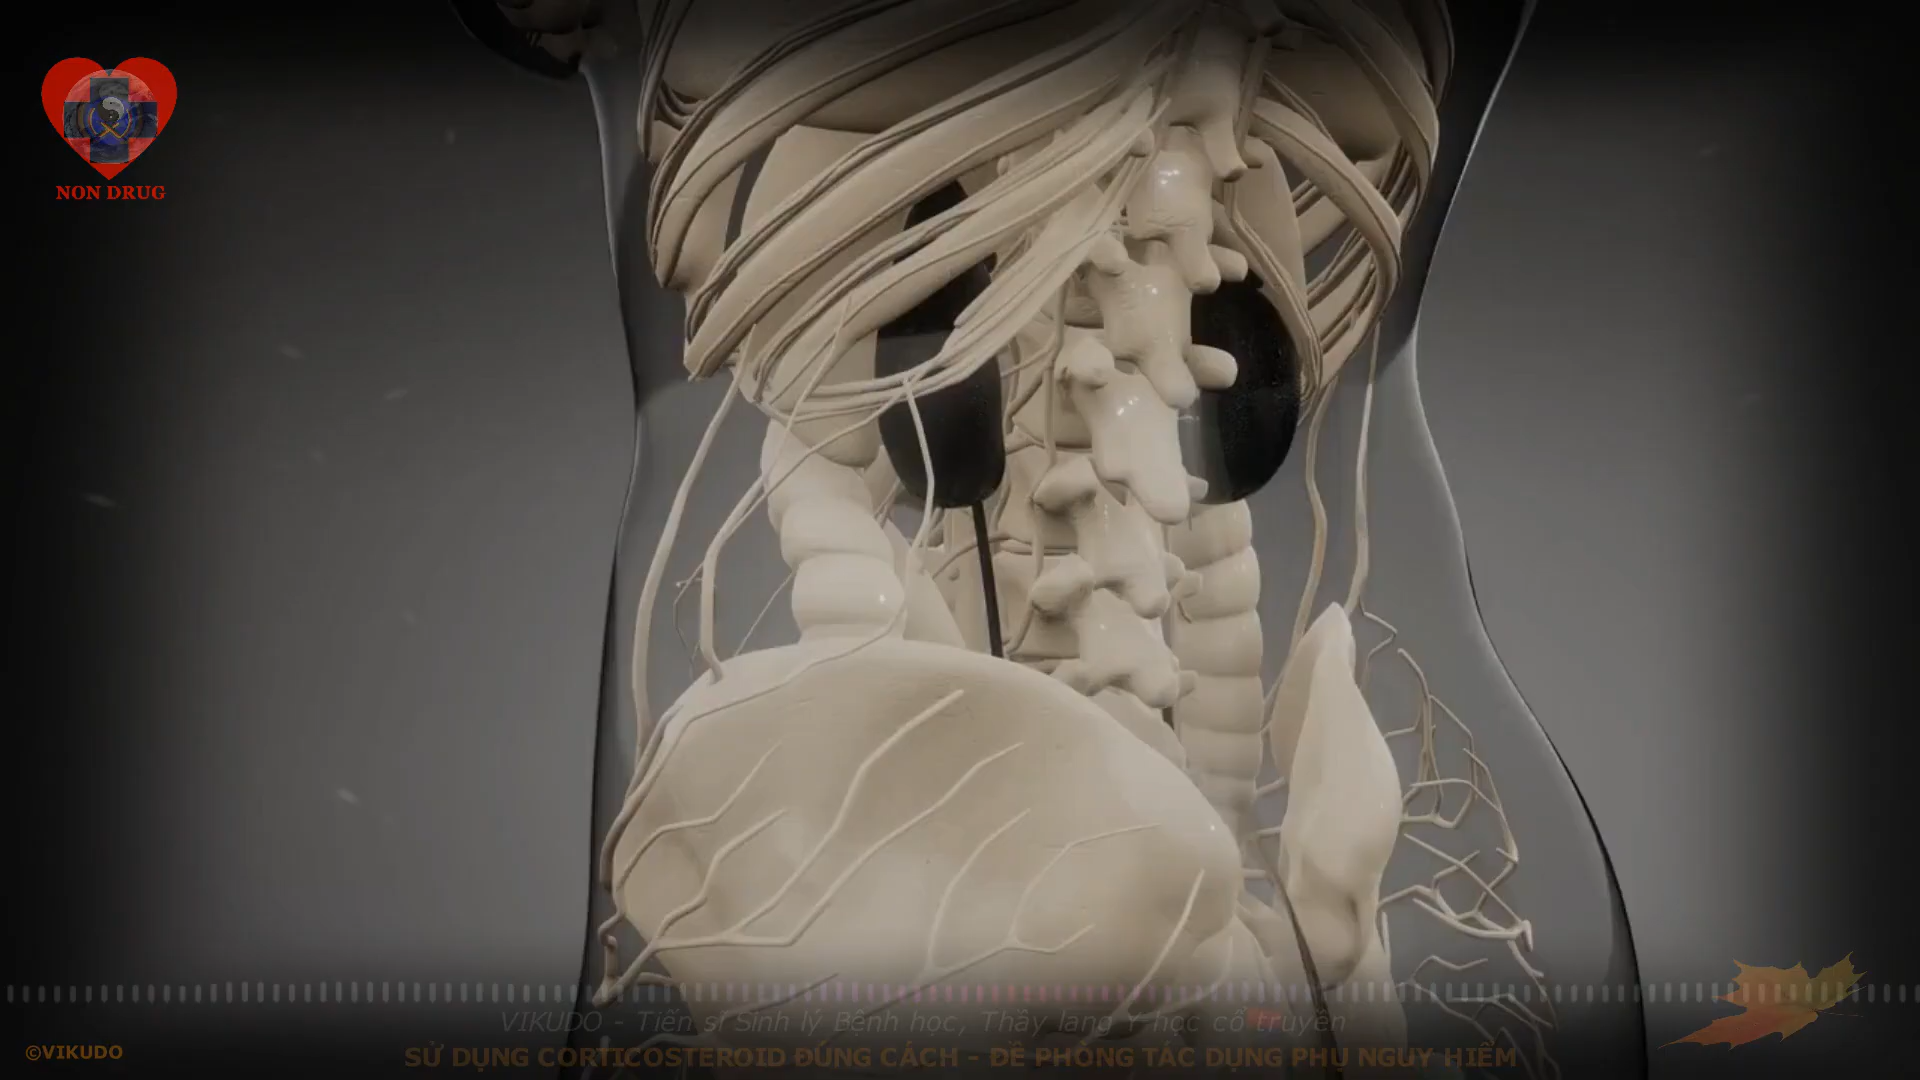 NON DRUG
VIKUDO - Tiến sĩ Sinh lý Bệnh học, Thầy lang Y học cổ truyền
©VIKUDO
SỬ DỤNG CORTICOSTEROID ĐÚNG CÁCH - ĐỀ PHÒNG TÁC DỤNG PHỤ NGUY HIỂM